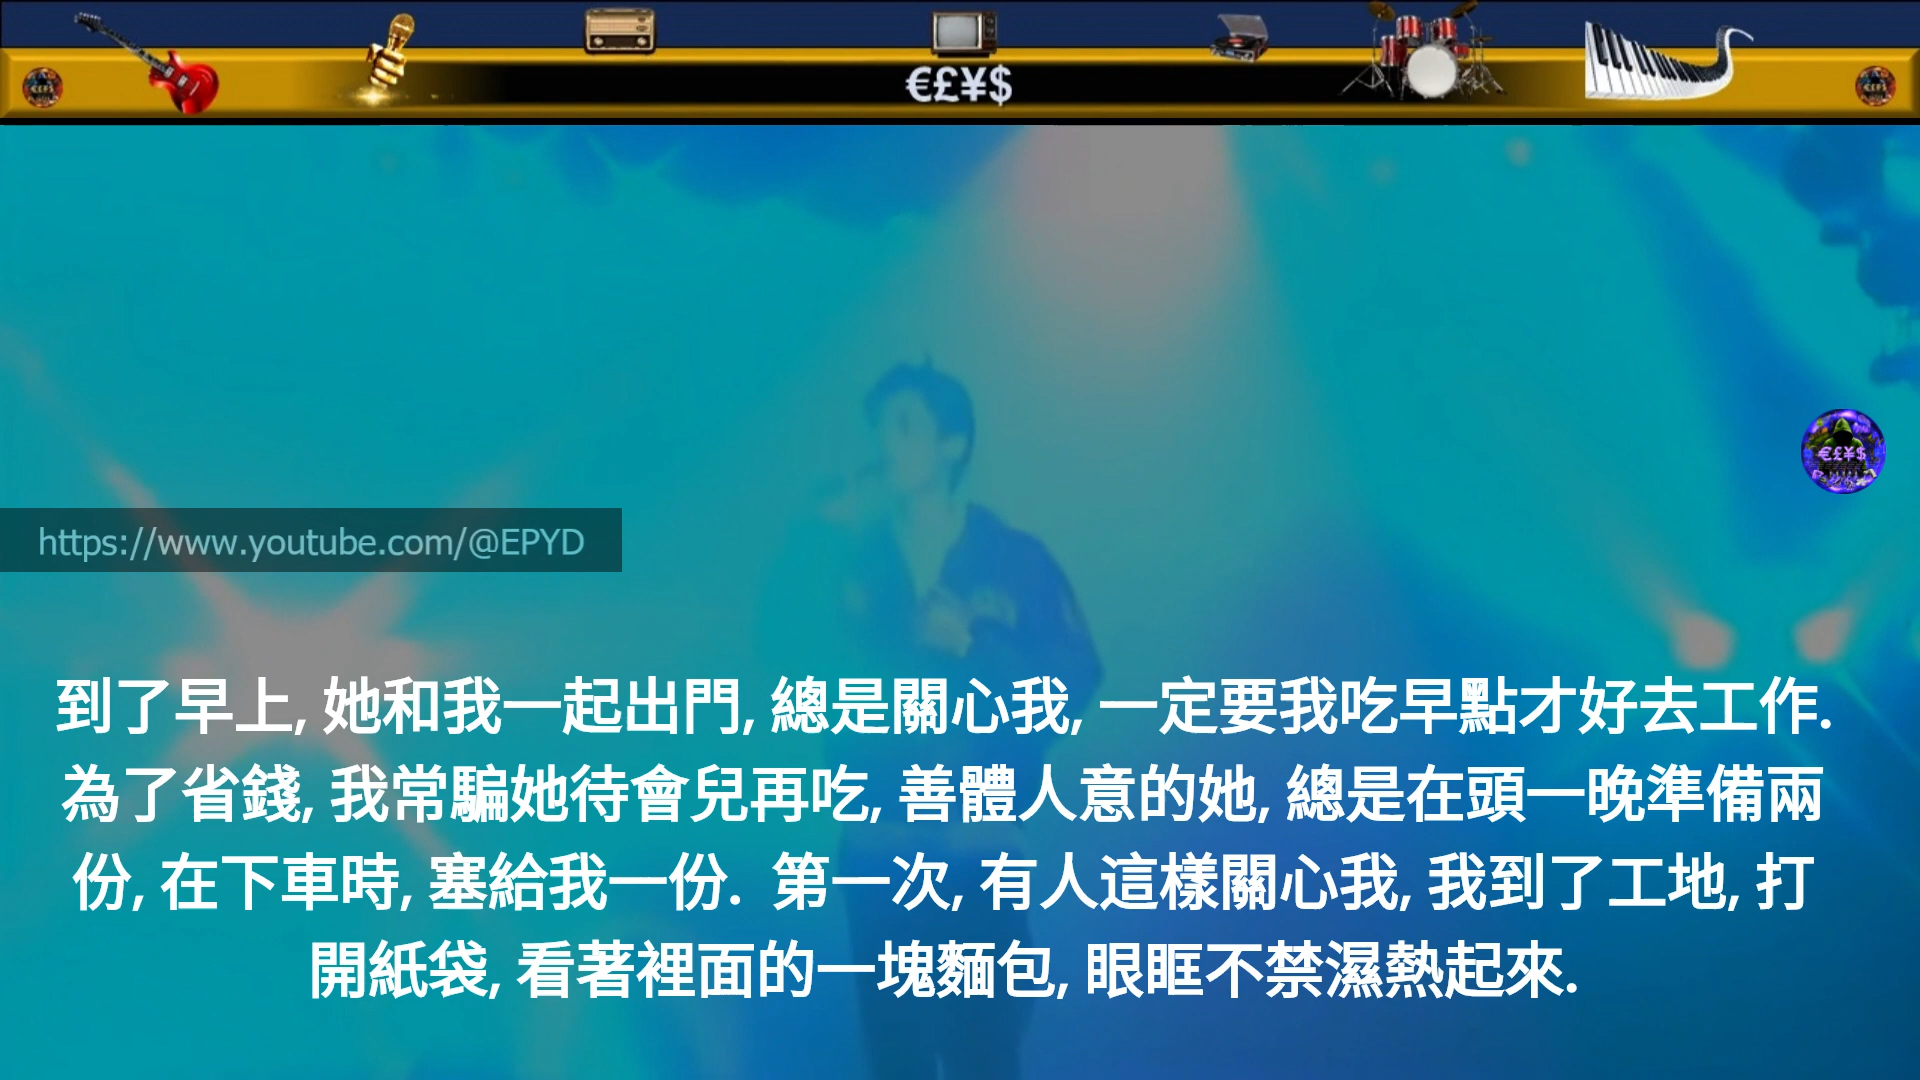 €£¥$
€£¥$
https://www.youtube.com/@EPYD
到了早上, 她和我一起出門, 總是關心我, 一定要我吃早點才好去工作.
為了省錢, 我常騙她待會兒再吃, 善體人意的她, 總是在頭一晚準備兩
份, 在下車時, 塞給我一份. 第一次, 有人這樣關心我, 我到了工地, 打
開紙袋, 看著裡面的一塊麵包, 眼眶不禁濕熱起來.